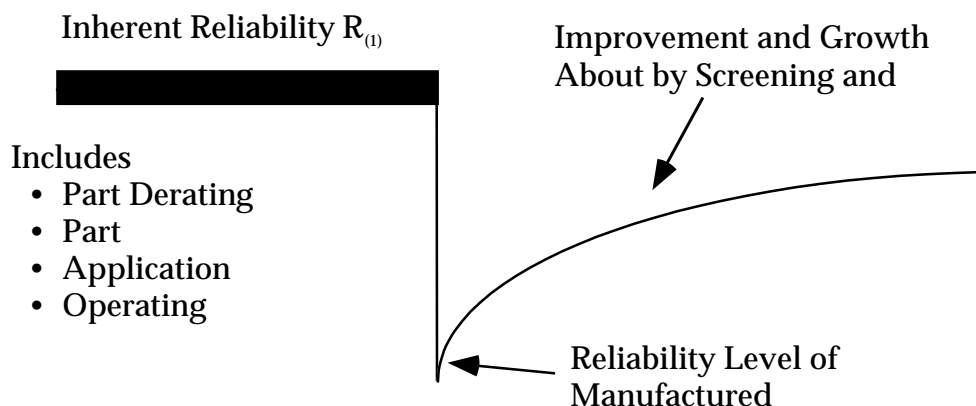 Inherent Reliability R(1)
Improvement and Growth
About by Screening and
Includes
• Part Derating
• Part
• Application
• Operating
Reliability Level of
Manufactured